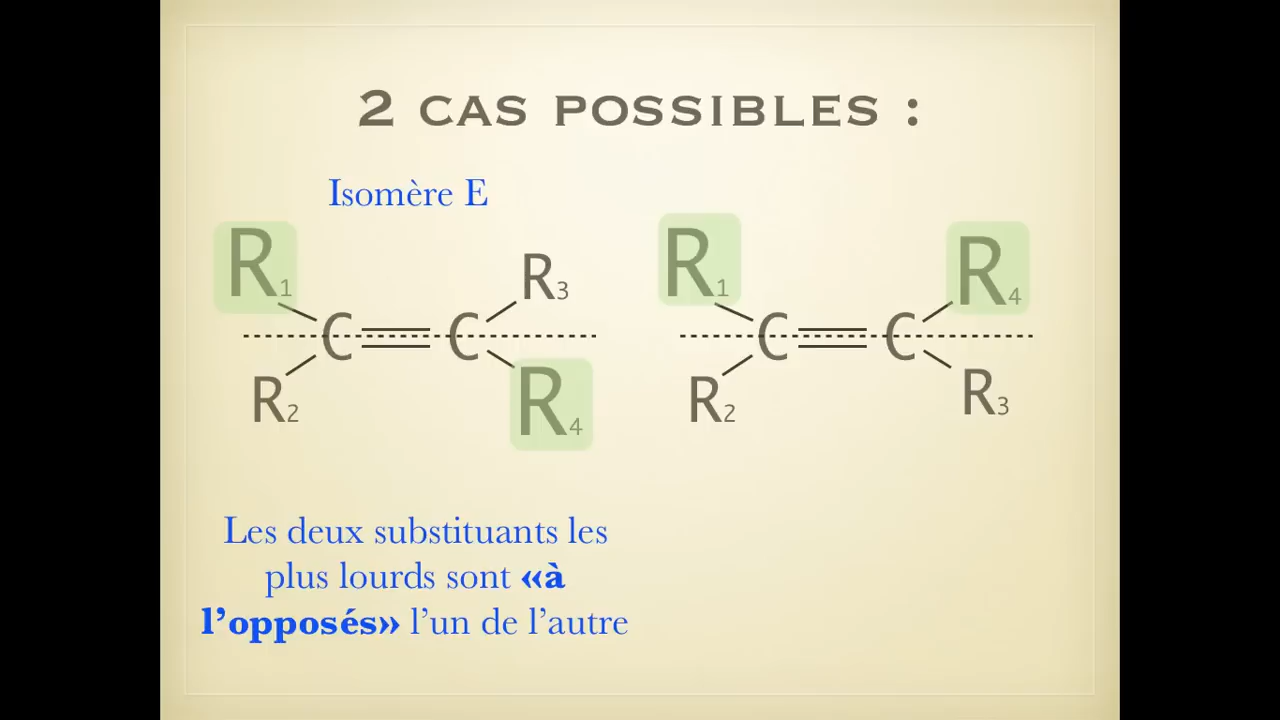 2 CAS POSSIBLES :
Isomère E
R1 R3
C C
R2 R4
R1 R4
C C
R2 R3
Les deux substituants les
plus lourds sont «à
l’opposés» l’un de l’autre